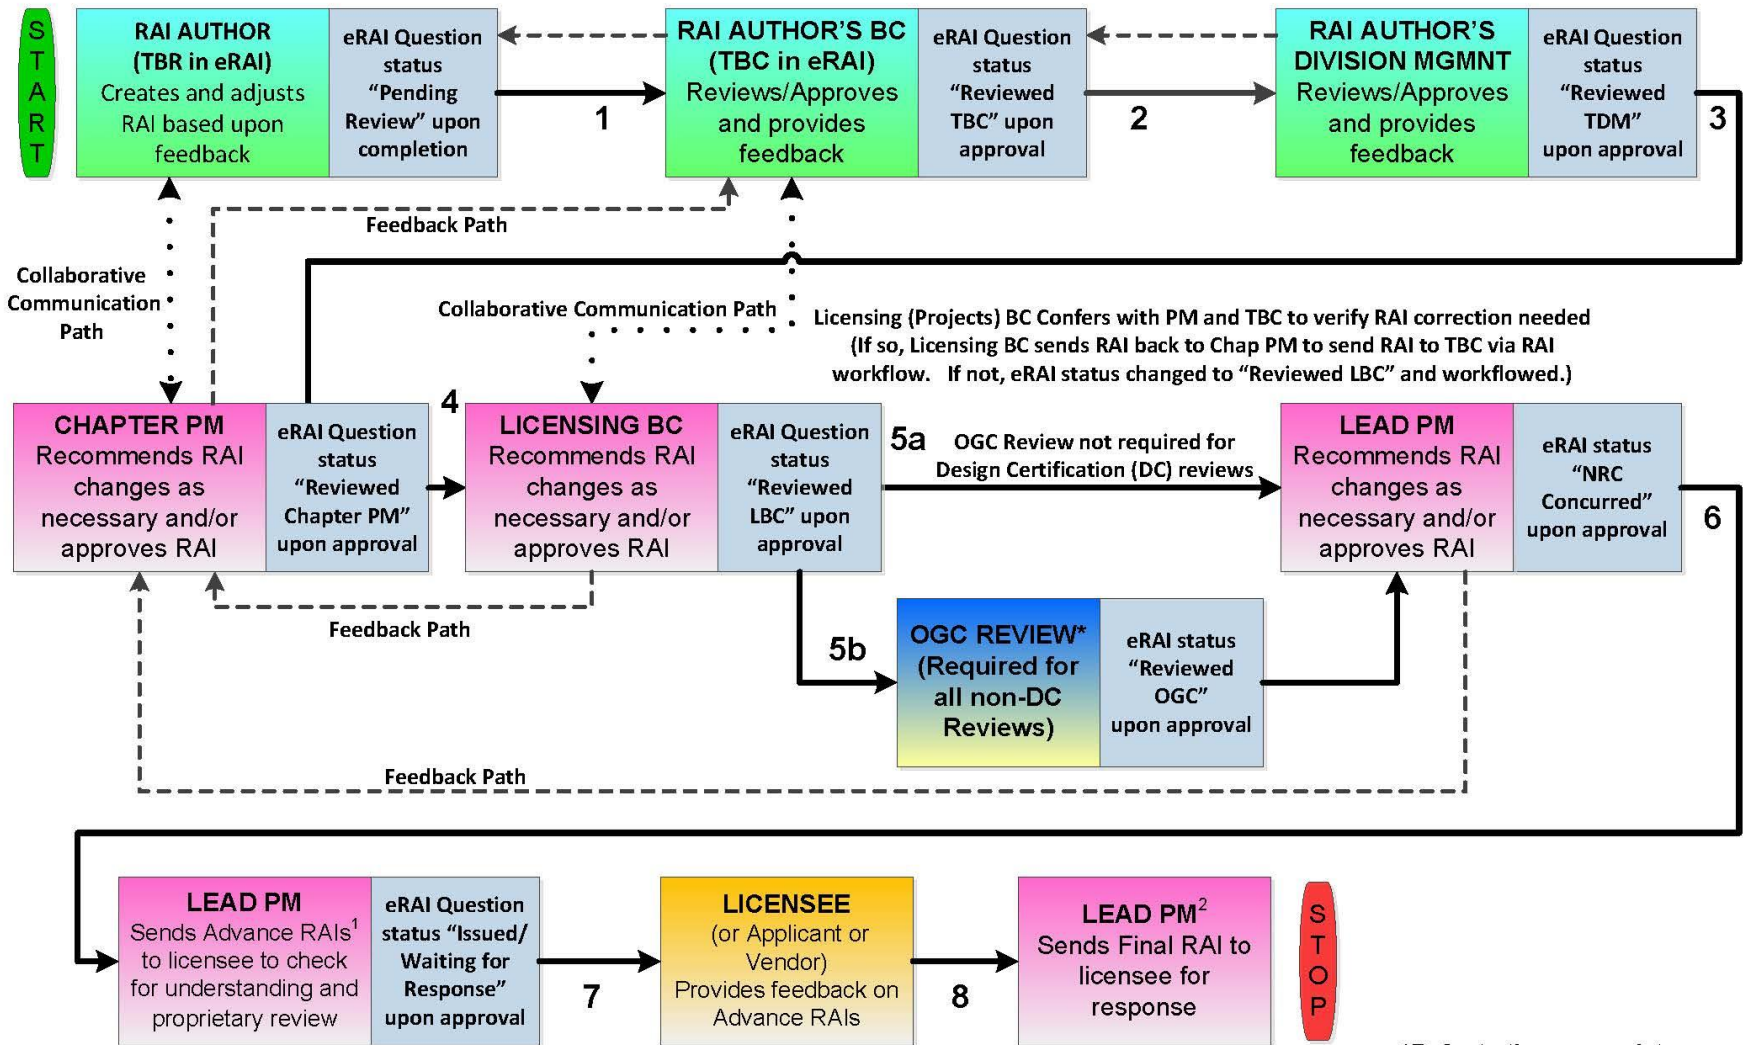 START
RAI AUTHOR
(TBR in eRAI)
Creates and adjusts
RAI based upon
feedback
eRAI Question
status
“Pending
Review” upon
completion
1
RAI AUTHOR’S BC
(TBC in eRAI)
Reviews/Approves
and provides
feedback
eRAI Question
status
“Reviewed
TBC” upon
approval
2
RAI AUTHOR’S
DIVISION MGMNT
Reviews/Approves
and provides
feedback
eRAI Question
status
“Reviewed
TDM”
upon approval
3
Feedback Path
Collaborative
Communication
Path
Collaborative Communication Path
Licensing (Projects) BC Confers with PM and TBC to verify RAI correction needed
(If so, Licensing BC sends RAI back to Chap PM to send RAI to TBC via RAI
workflow. If not, eRAI status changed to “Reviewed LBC” and workflowed.)
CHAPTER PM
Recommends RAI
changes as
necessary and/or
approves RAI
eRAI Question
status
“Reviewed
Chapter PM”
upon approval
4
LICENSING BC
Recommends RAI
changes as
necessary and/or
approves RAI
eRAI Question
status
“Reviewed
LBC” upon
approval
5a
OGC Review not required for
Design Certification (DC) reviews
LEAD PM
Recommends RAI
changes as
necessary and/or
approves RAI
eRAI status
“NRC
Concurred”
upon approval
6
Feedback Path
5b
OGC REVIEW*
(Required for
all non-DC
Reviews)
eRAI status
“Reviewed
OGC”
upon approval
Feedback Path
LEAD PM
Sends Advance RAIs1
to licensee to check
for understanding and
proprietary review
eRAI Question
status “Issued/
Waiting for
Response”
upon approval
7
LICENSEE
(or Applicant or
Vendor)
Provides feedback on
Advance RAIs
8
LEAD PM2
Sends Final RAI to
licensee for
response
STOP